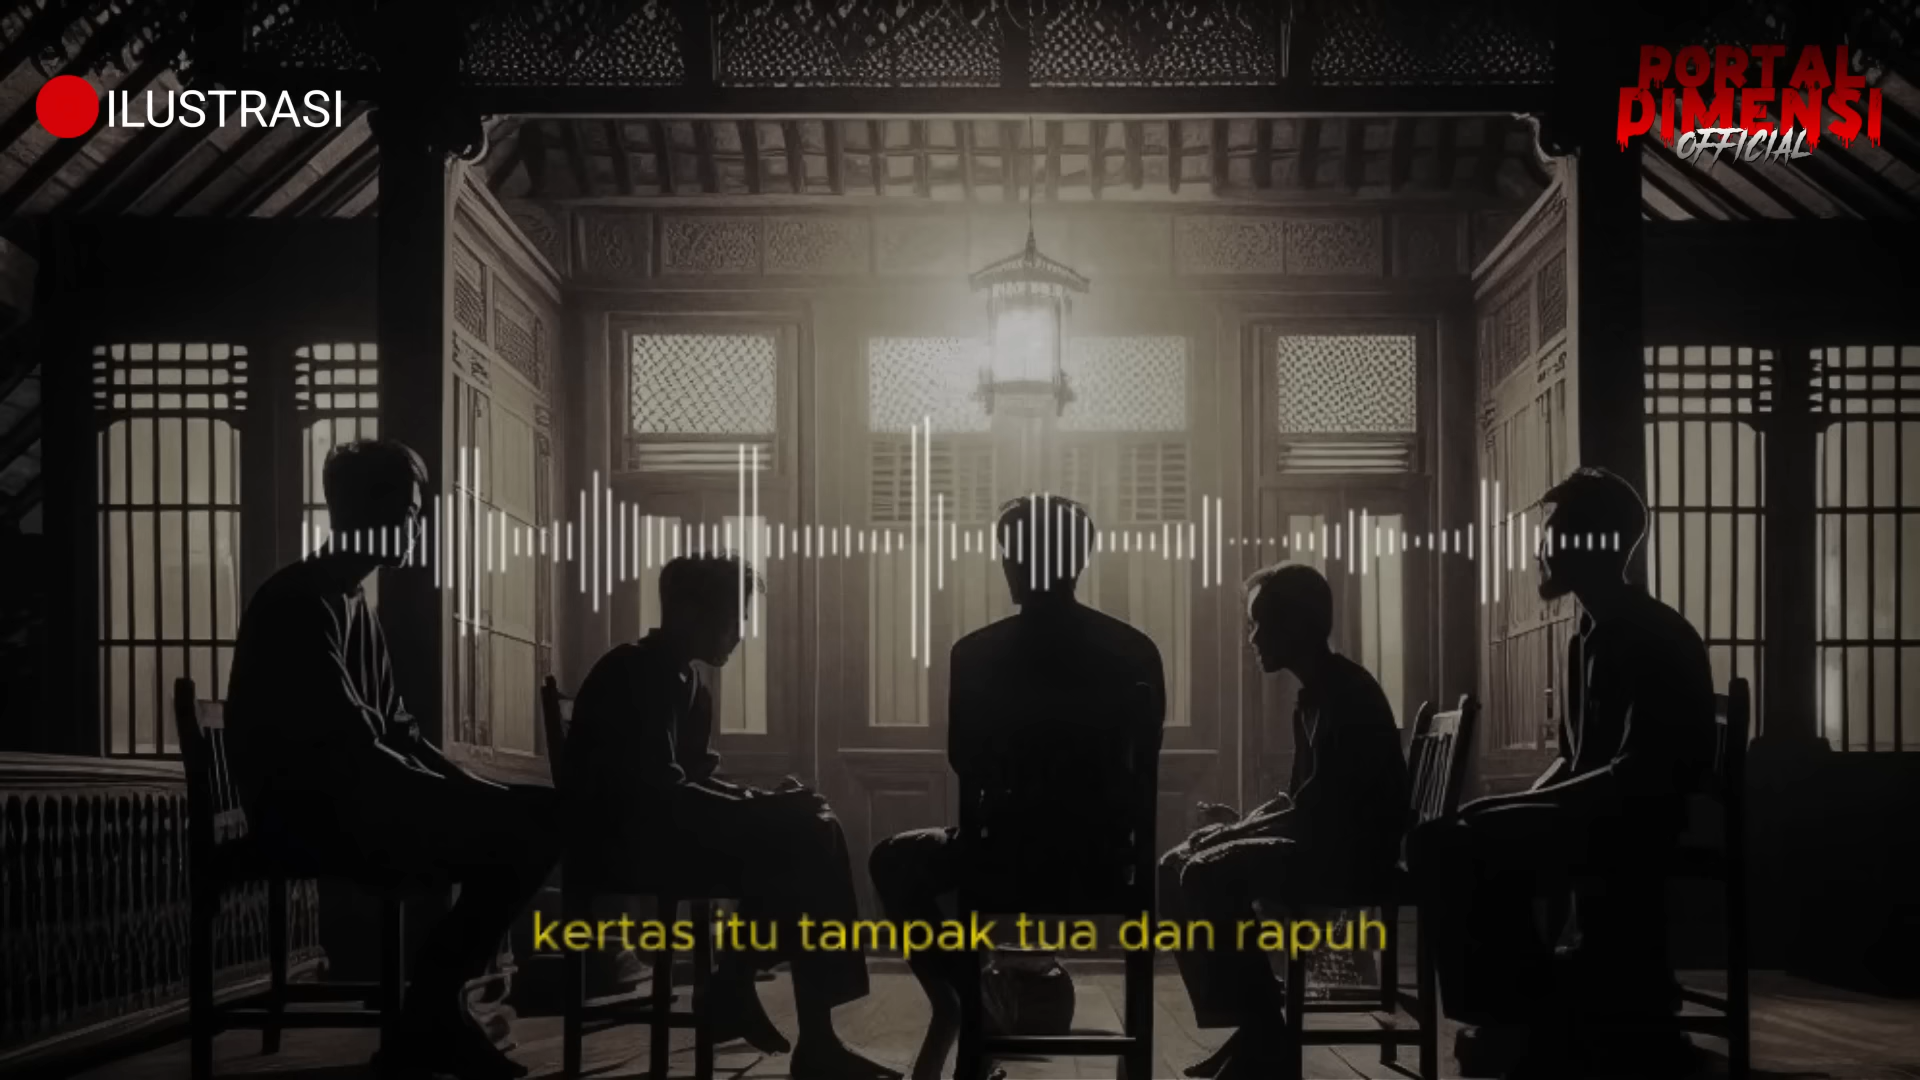 ILUSTRASI
PORTAL
DIMENSI
OFFICIAL
kertas itu tampak tua dan rapuh